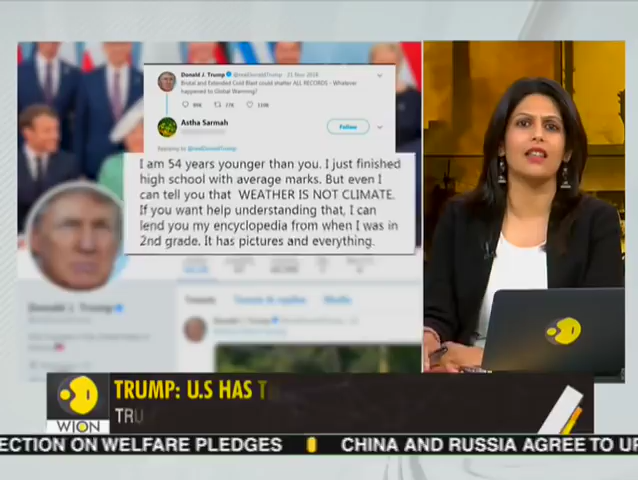 Donald J. Trump @realDonaldTrump · 21 Nov 2018
Brutal and Extended Cold Blast could shatter ALL RECORDS - Whatever
happened to Global Warming?
Astha Sarmah
Follow
Replying to @realDonaldTrump
I am 54 years younger than you. I just finished
high school with average marks. But even I
can tell you that WEATHER IS NOT CLIMATE.
If you want help understanding that, I can
lend you my encyclopedia from when I was in
2nd grade. It has pictures and everything.
Donald J. Trump
Tweets Tweets & replies Media
TRUMP: U.S HAS T
TRU
WION
ECTION ON WELFARE PLEDGES CHINA AND RUSSIA AGREE TO UP